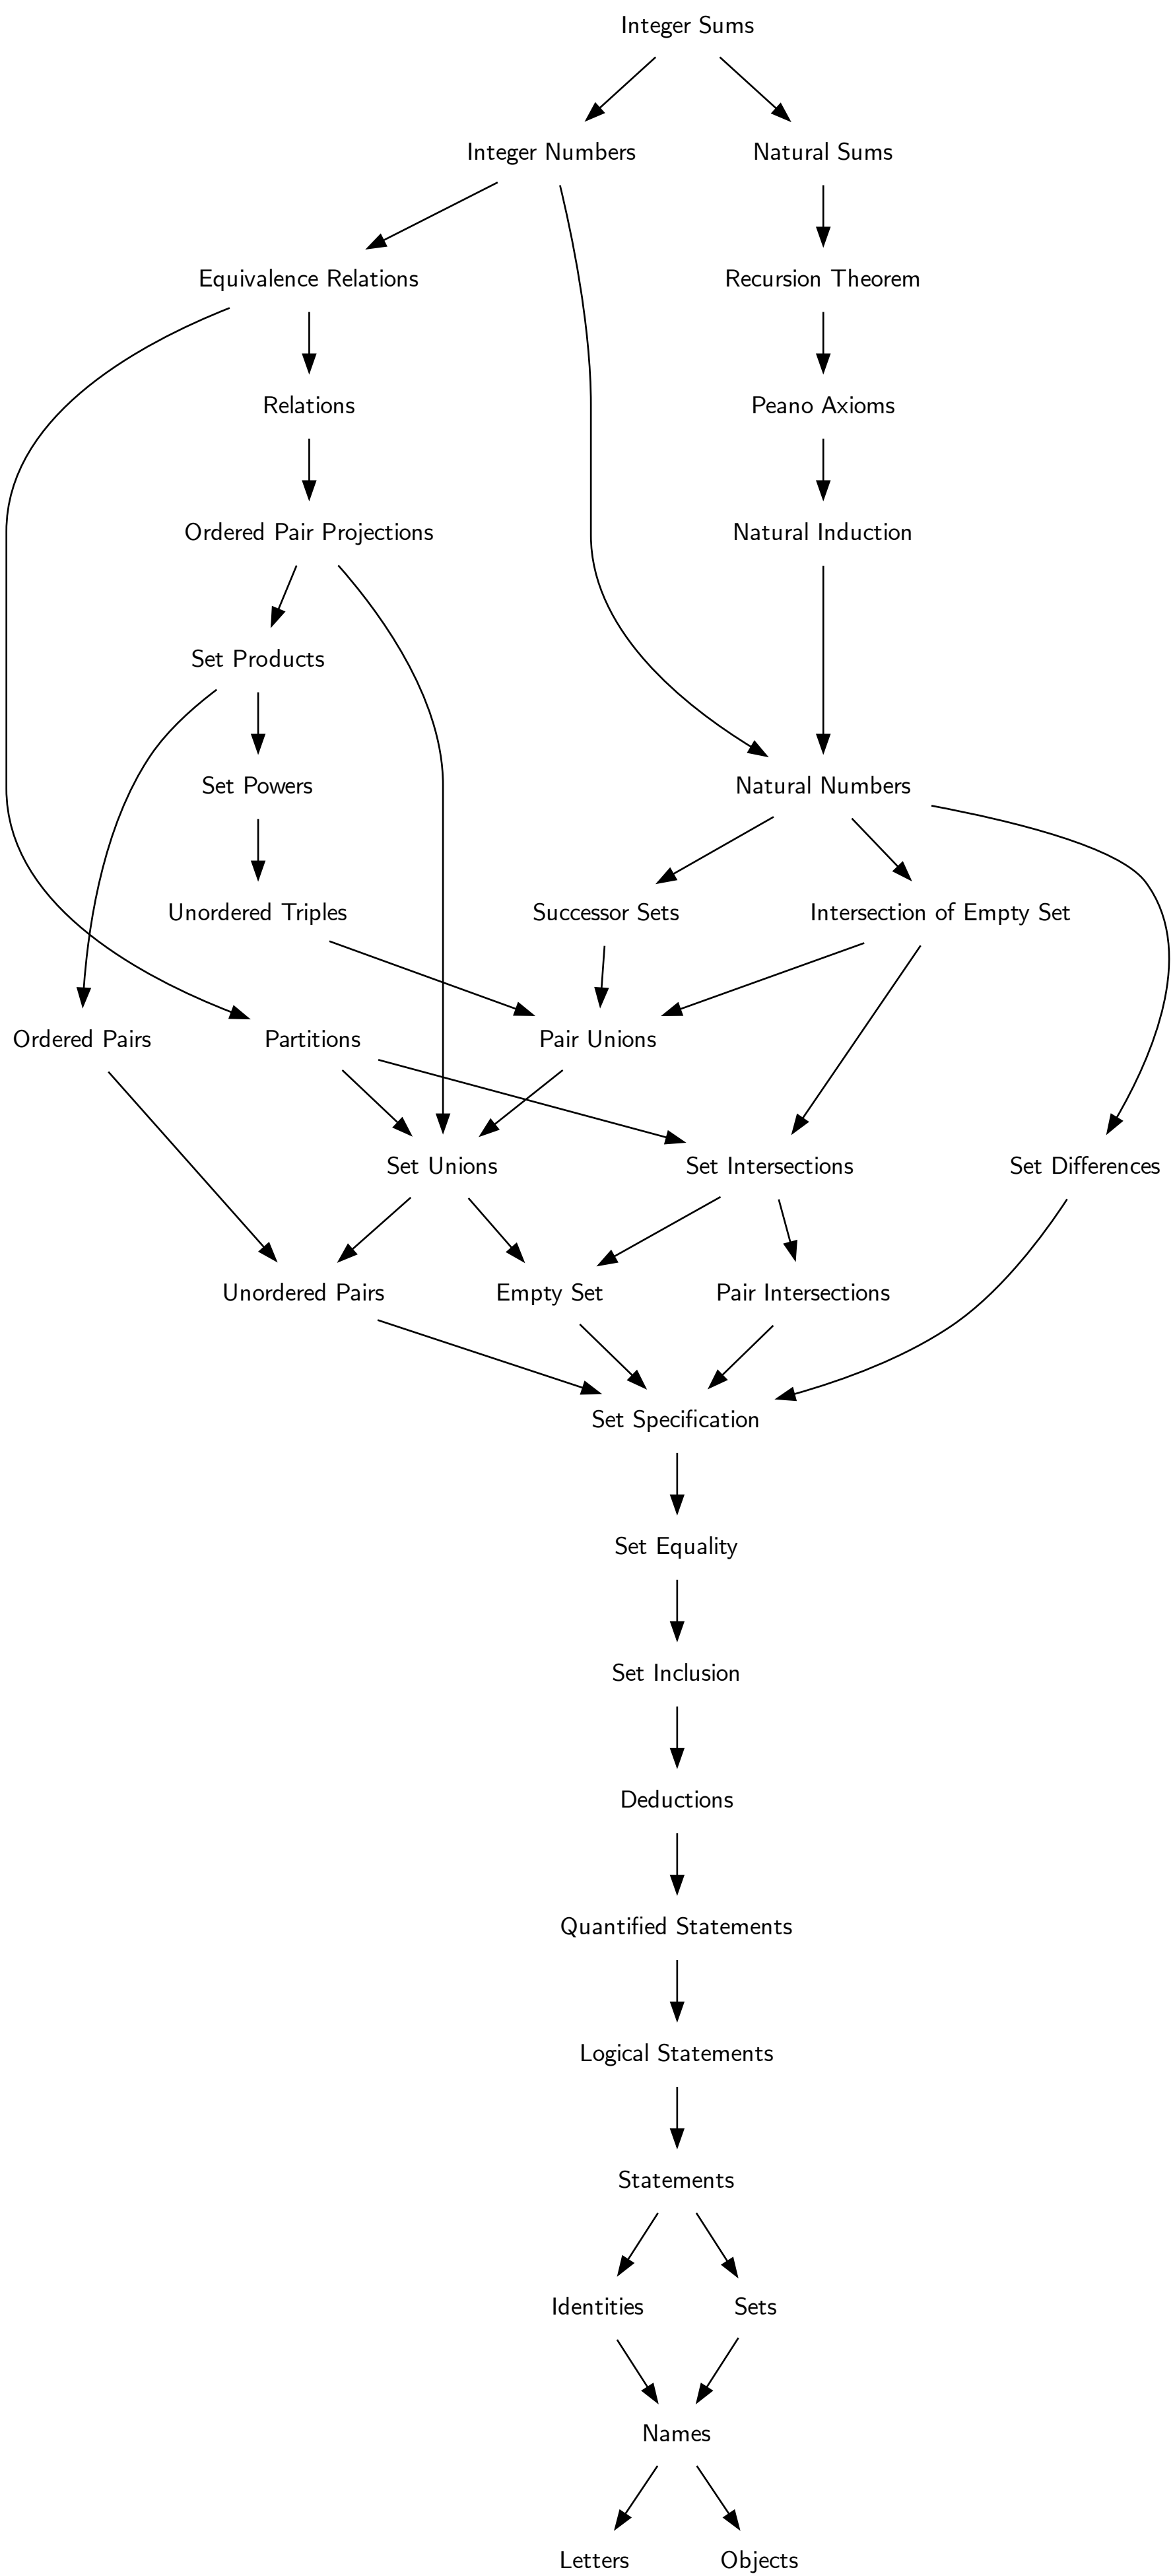 Integer Sums
Integer Numbers
Natural Sums
Equivalence Relations
Recursion Theorem
Relations
Peano Axioms
Ordered Pair Projections
Natural Induction
Set Products
Set Powers
Natural Numbers
Unordered Triples
Successor Sets
Intersection of Empty Set
Ordered Pairs
Partitions
Pair Unions
Set Unions
Set Intersections
Set Differences
Unordered Pairs
Empty Set
Pair Intersections
Set Specification
Set Equality
Set Inclusion
Deductions
Quantified Statements
Logical Statements
Statements
Identities
Sets
Names
Letters
Objects